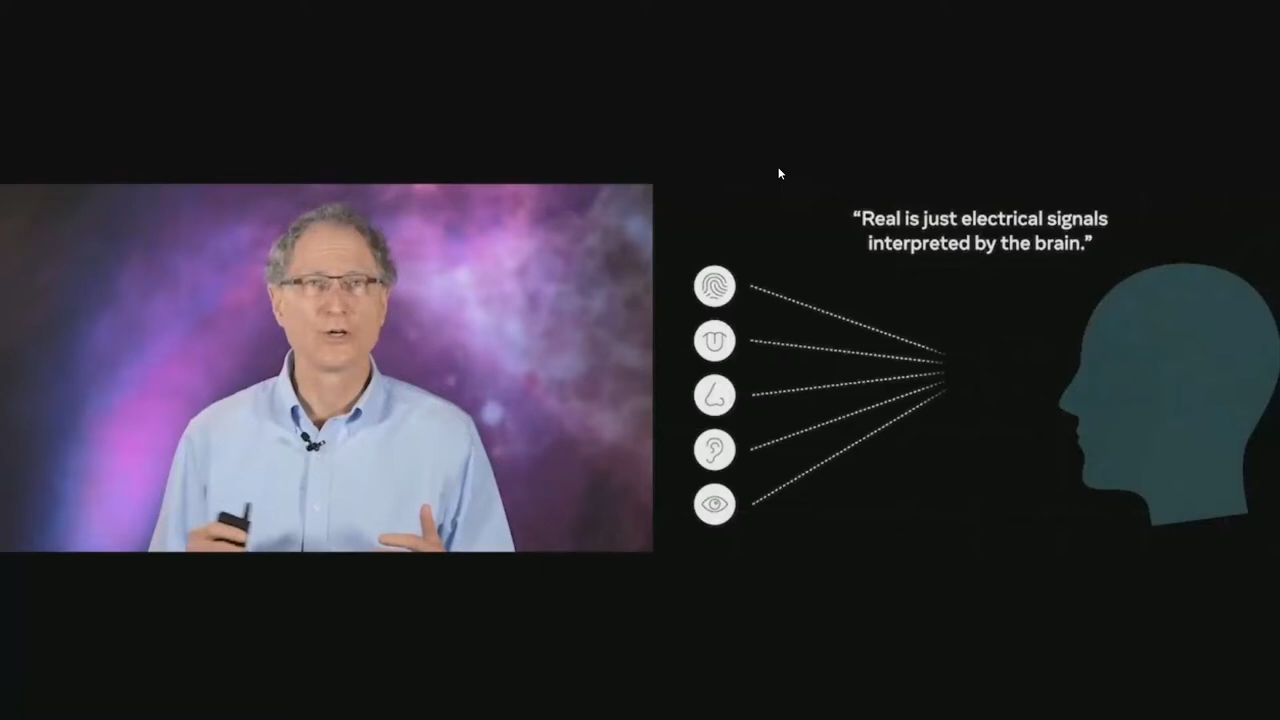 “Real is just electrical signals
interpreted by the brain.”